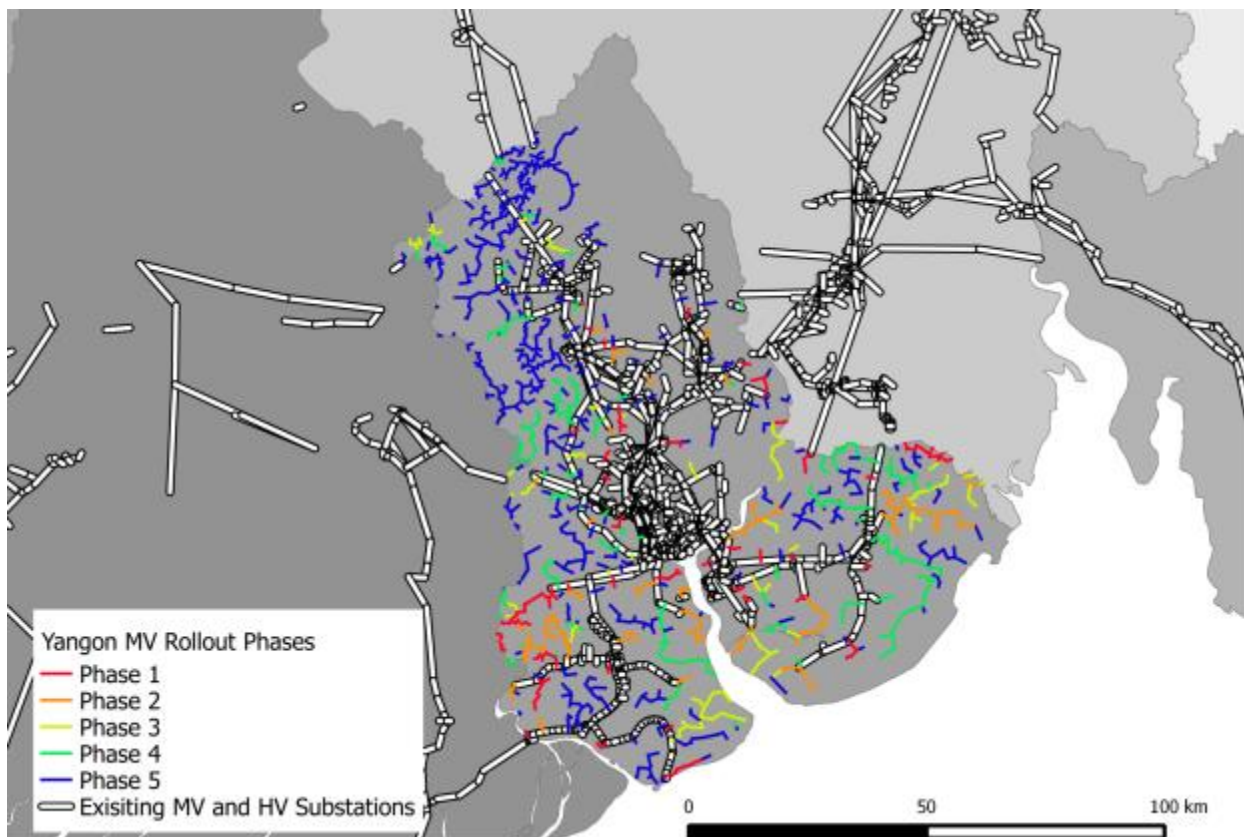 Yangon MV Rollout Phases
Phase 1
Phase 2
Phase 3
Phase 4
Phase 5
Exisiting MV and HV Substations
0 50 100 km